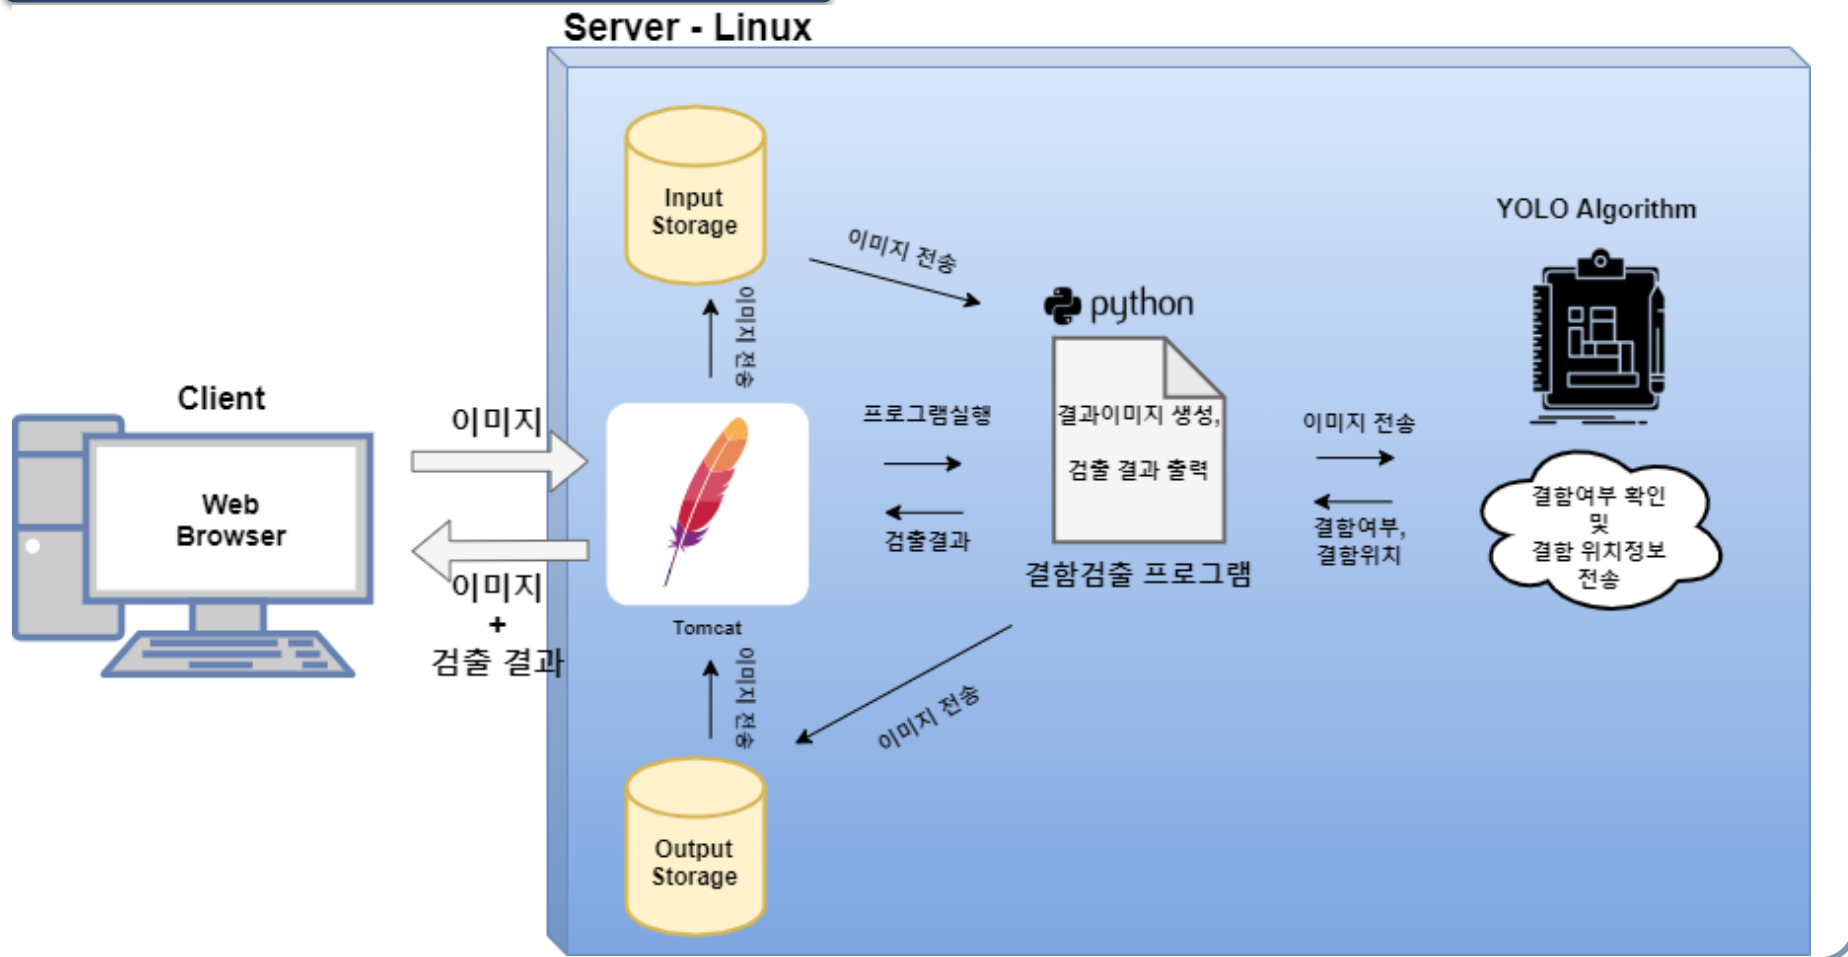 Server - Linux
Input
Storage
이미지 전송
이미지 전송
YOLO Algorithm
python
Client
Web
Browser
이미지
이미지
+
검출 결과
Tomcat
프로그램실행
검출결과
결과이미지 생성,
검출 결과 출력
결함검출 프로그램
이미지 전송
결함여부,
결함위치
결함여부 확인
및
결함 위치정보
전송
이미지 전송
이미지 전송
Output
Storage